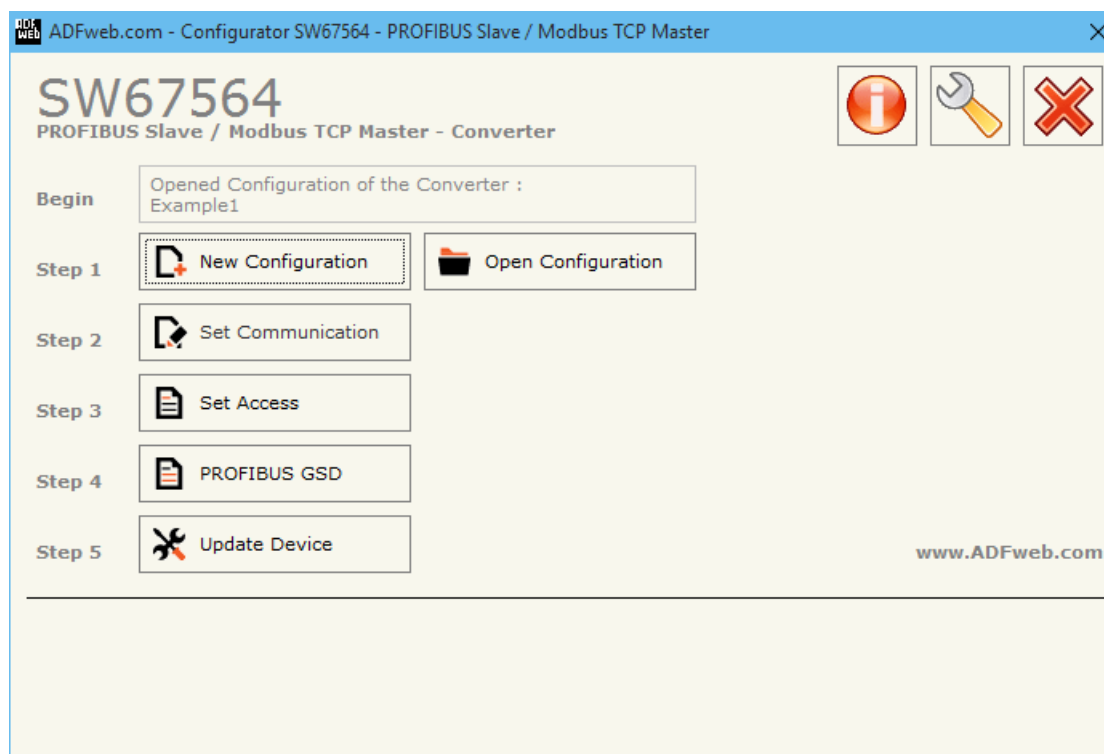 ADF
WEB
ADFweb.com - Configurator SW67564 - PROFIBUS Slave / Modbus TCP Master
SW67564
PROFIBUS Slave / Modbus TCP Master - Converter
Begin
Opened Configuration of the Converter :
Example1
Step 1
New Configuration
Open Configuration
Step 2
Set Communication
Step 3
Set Access
Step 4
PROFIBUS GSD
Step 5
Update Device
www.ADFweb.com